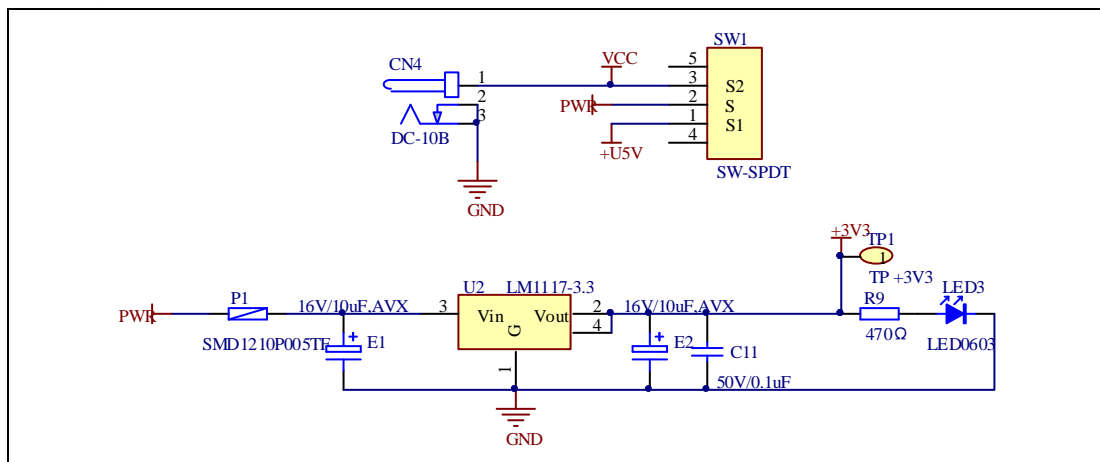 SW1
VCC
CN4
5
1
3
S2
2
PWR
2
S
3
1
S1
DC-10B
+U5V
4
SW-SPDT
GND
+3V3
TP1
1
TP +3V3
U2
LM1117-3.3
P1
16V/10uF,AVX
3
2
16V/10uF,AVX
R9
LED3
PWR
Vin
Vout
4
G
SMD1210P005TF
E1
E2
C11
470Ω
LED0603
1
50V/0.1uF
GND